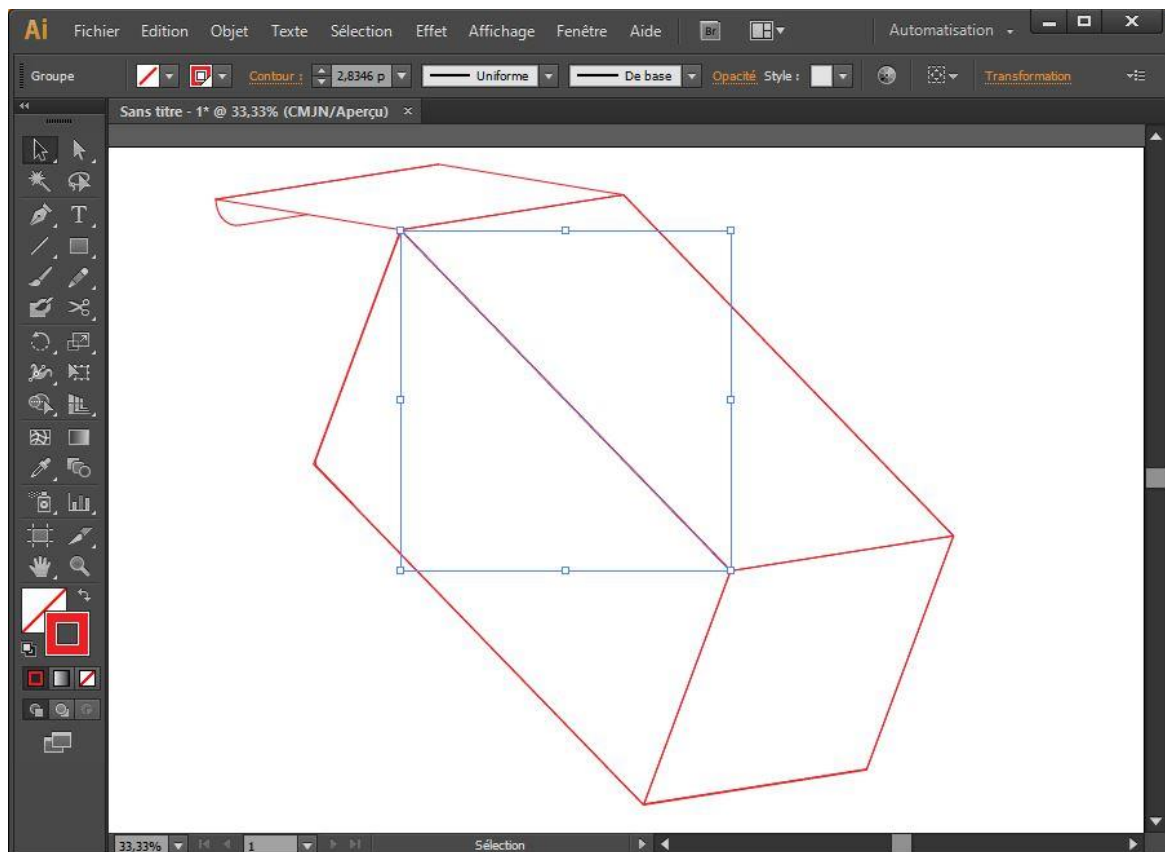 Ai Fichier Edition Objet Texte Sélection Effet Affichage Fenêtre Aide Br Automatisation
Groupe Contour : 2,8346 p Uniforme De base Opacité Style : Transformation
Sans titre - 1* @ 33,33% (CMJN/Aperçu) ×
T
33,33% 1 Sélection